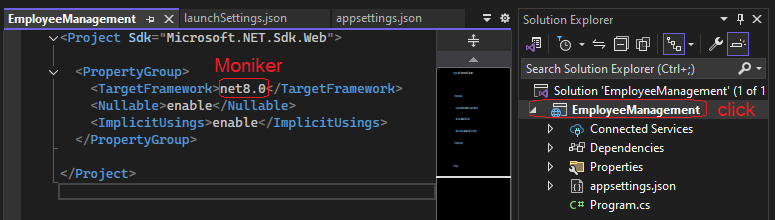 EmployeeManagement
launchSettings.json
appsettings.json
<Project Sdk="Microsoft.NET.Sdk.Web">
Moniker
<PropertyGroup>
<TargetFramework>net8.0</TargetFramework>
<Nullable>enable</Nullable>
<ImplicitUsings>enable</ImplicitUsings>
</PropertyGroup>
</Project>
Solution Explorer
Search Solution Explorer (Ctrl+;)
Solution 'EmployeeManagement' (1 of 1
EmployeeManagement click
Connected Services
Dependencies
Properties
appsettings.json
C# Program.cs